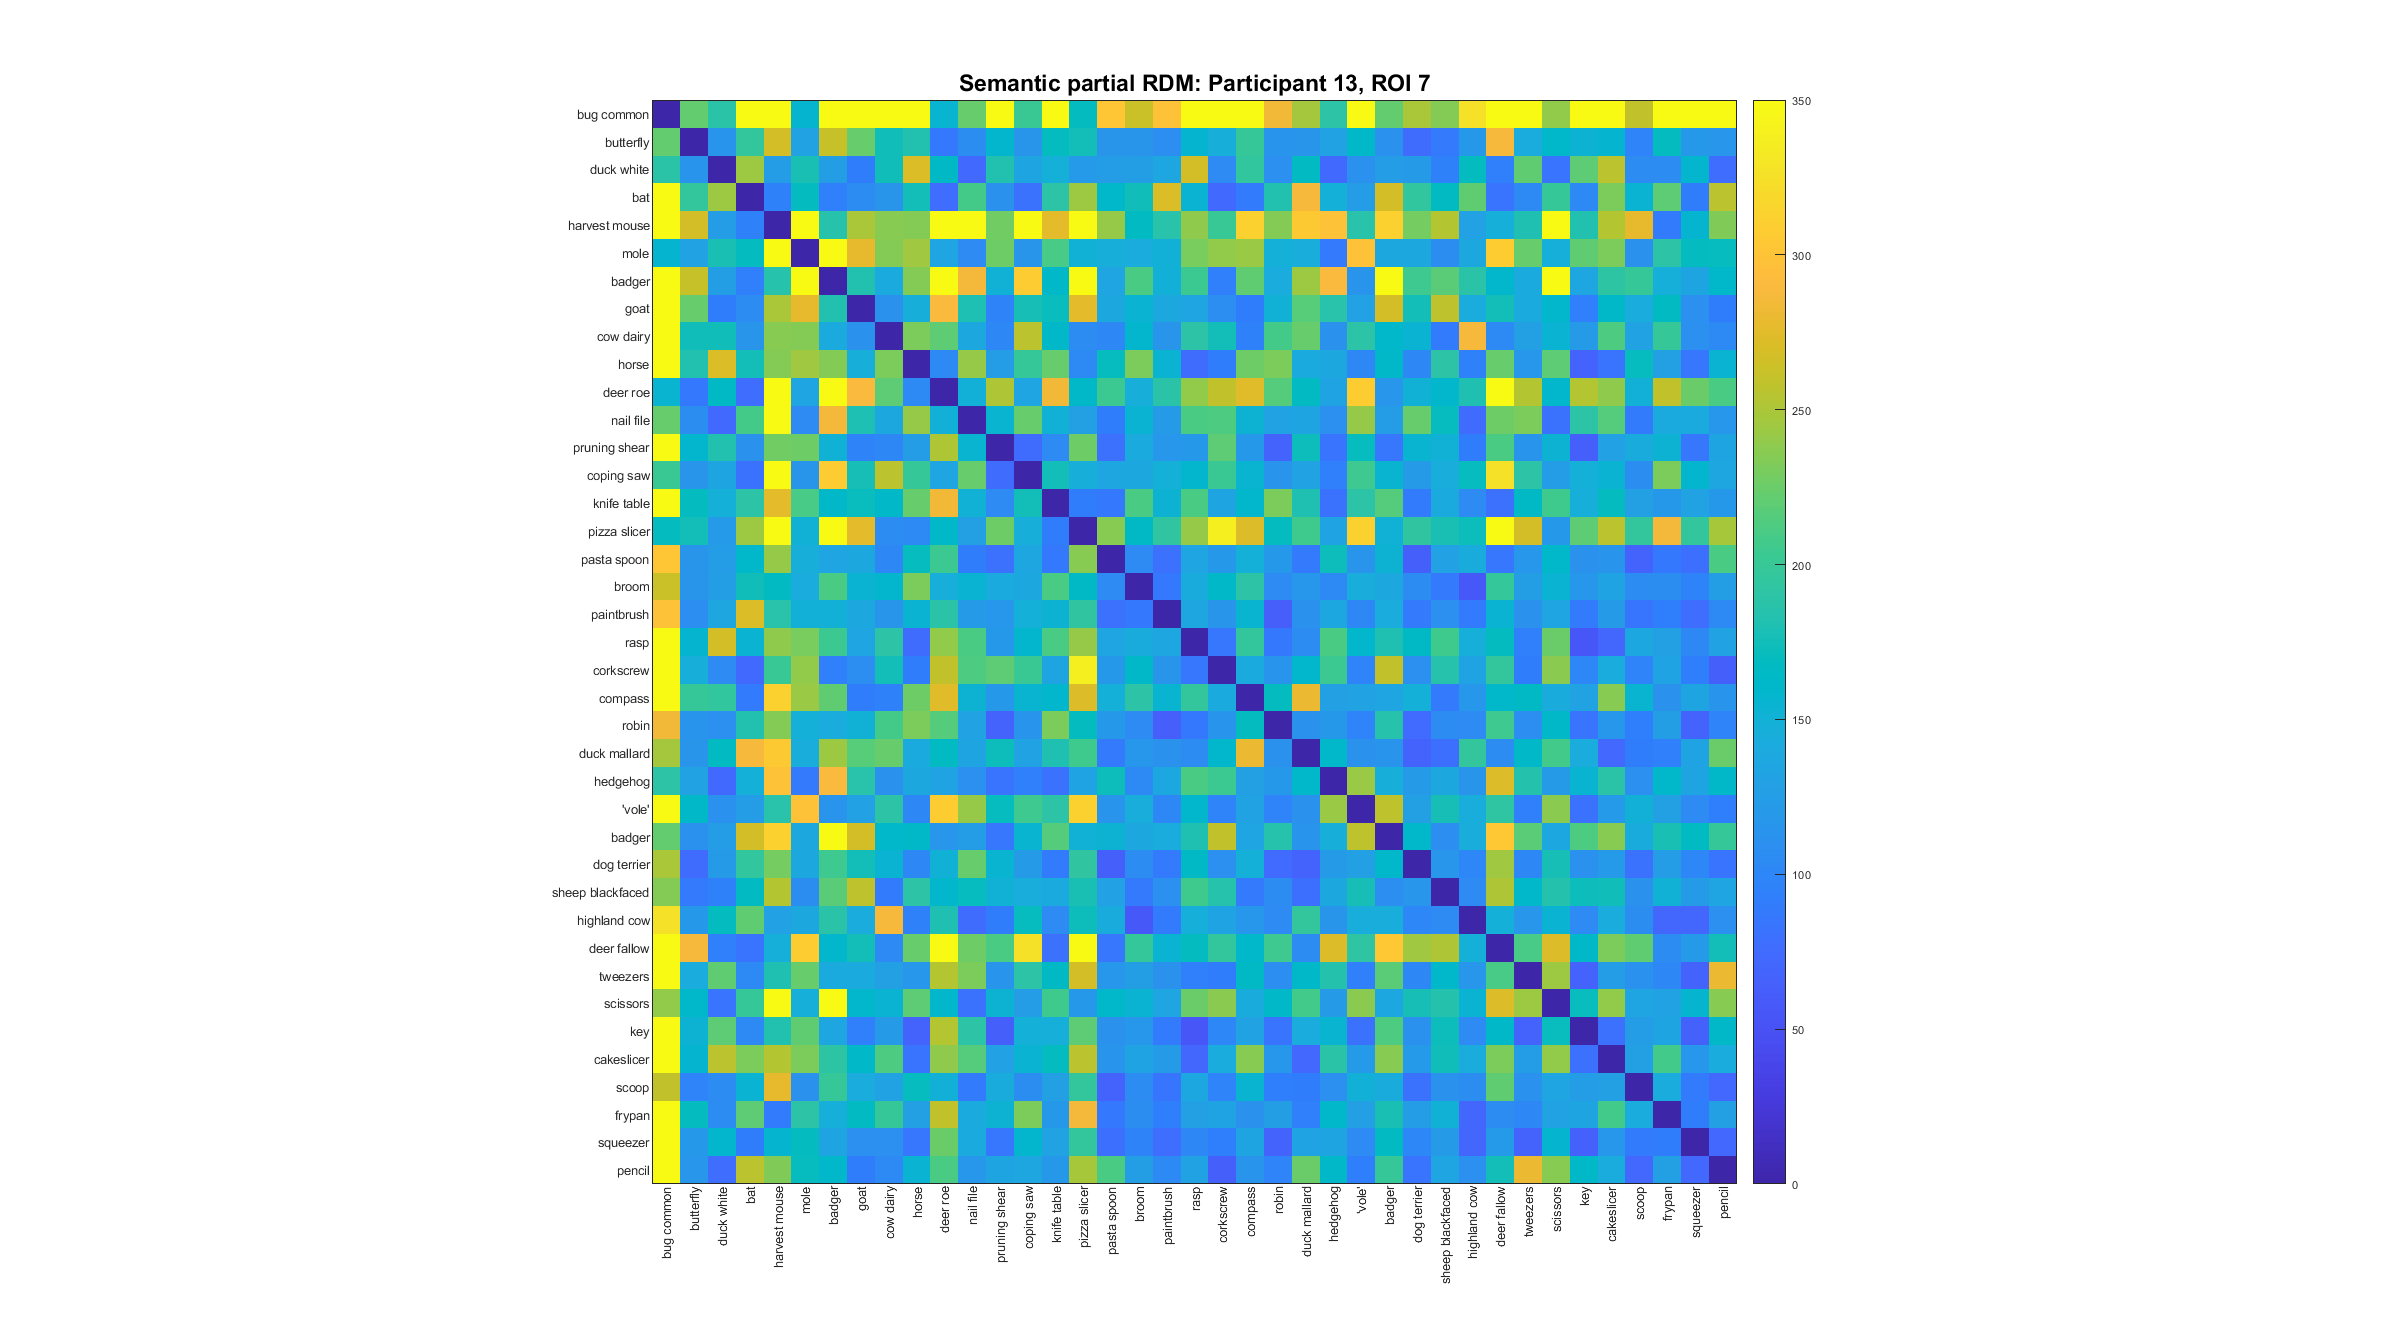 Semantic partial RDM: Participant 13, ROI 7
bug common
butterfly
duck white
bat
harvest mouse
mole
badger
goat
cow dairy
horse
deer roe
nail file
pruning shear
coping saw
knife table
pizza slicer
pasta spoon
broom
paintbrush
rasp
corkscrew
compass
robin
duck mallard
hedgehog
'vole'
badger
dog terrier
sheep blackfaced
highland cow
deer fallow
tweezers
scissors
key
cakeslicer
scoop
frypan
squeezer
pencil
bug common
butterfly
duck white
bat
harvest mouse
mole
badger
goat
cow dairy
horse
deer roe
nail file
pruning shear
coping saw
knife table
pizza slicer
pasta spoon
broom
paintbrush
rasp
corkscrew
compass
robin
duck mallard
hedgehog
'vole'
badger
dog terrier
sheep blackfaced
highland cow
deer fallow
tweezers
scissors
key
cakeslicer
scoop
frypan
squeezer
pencil
350
300
250
200
150
100
50
0